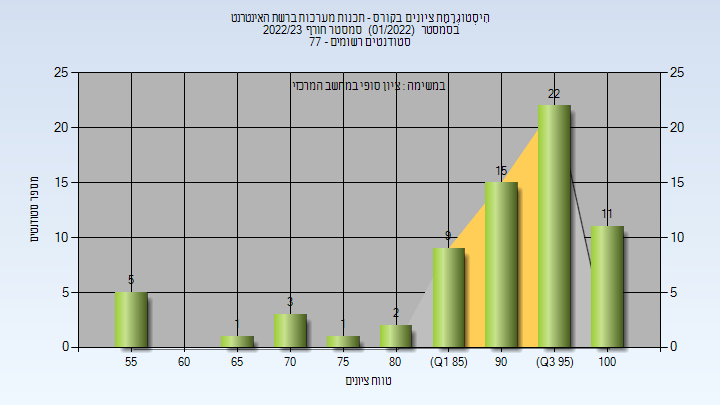 היסטוגרמת ציונים בקורס - תכנות מערכות ברשת האינטרנט
בסמסטר (01/2022) סמסטר חורף 2022/23
סטודנטים רשומים - 77
במשימה : ציון סופי במחשב המרכזי
25 25
20 20
15 15
10 10
5 5
0 0
5 1 3 1 2 9 15 22 11
מספר סטודנטים
55 60 65 70 75 80 (Q1 85) 90 (Q3 95) 100
טווח ציונים